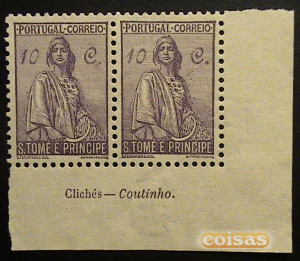 PORTUGAL-CORREIO
10 C.
S. TOMÉ E PRINCIPE
PORTUGAL-CORREIO
10 C.
S. TOMÉ E PRINCIPE
Clichés — Coutinho.
coisas